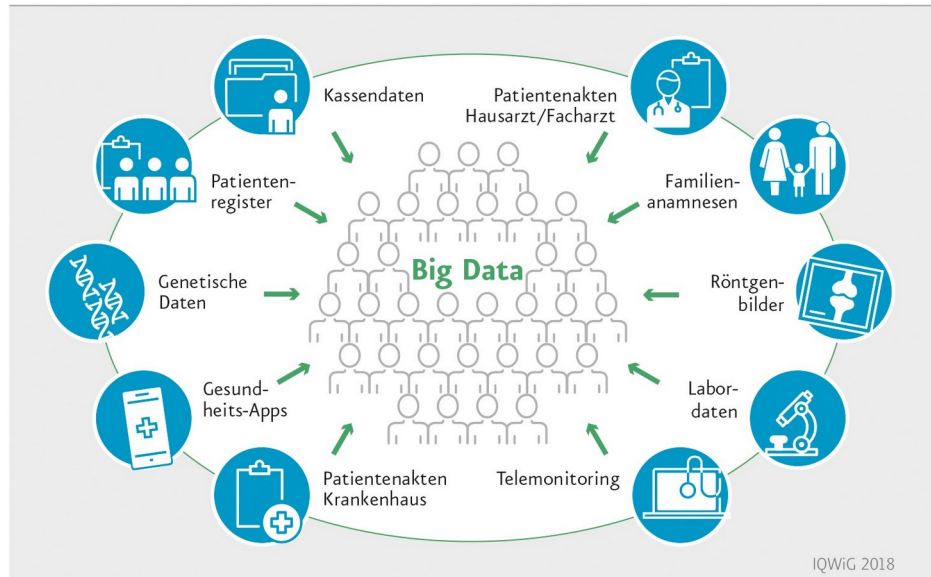 Kassendaten
Patientenakten
Hausarzt/Facharzt
Patienten-
register
Familien-
anamnesen
Big Data
Genetische
Daten
Röntgen-
bilder
Gesund-
heits-Apps
Labor-
daten
Patientenakten
Krankenhaus
Telemonitoring
IQWiG 2018